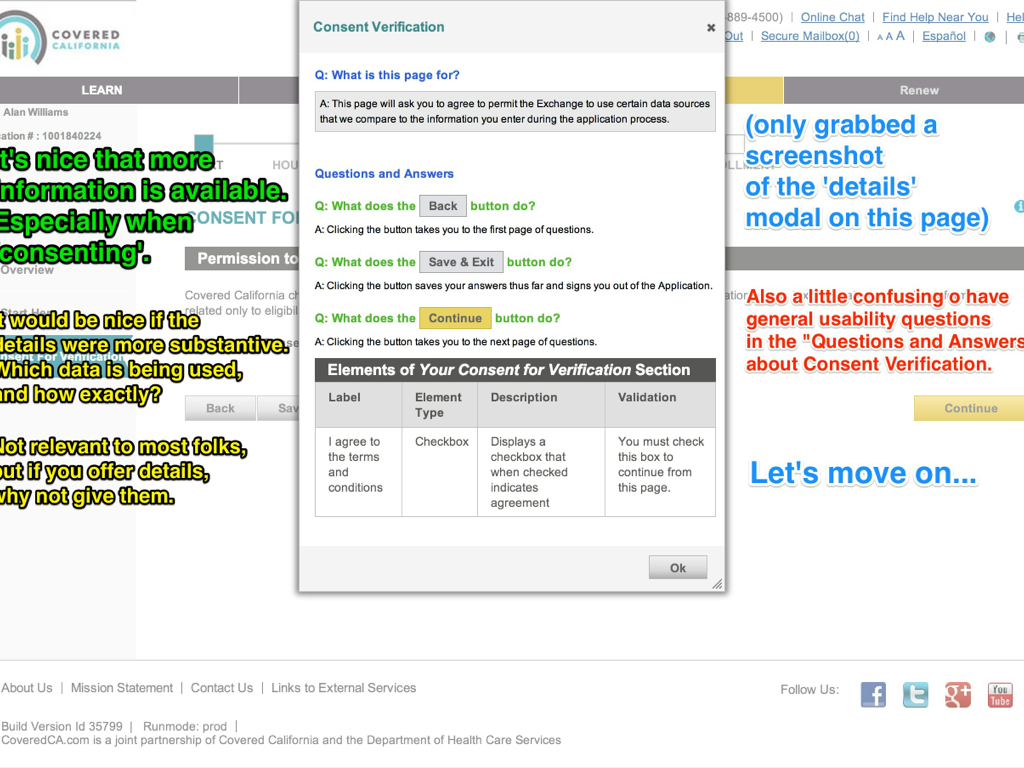 COVERED
CALIFORNIA
-889-4500) | Online Chat | Find Help Near You | Hel
Out | Secure Mailbox(0) | A A A | Español |
LEARN
Renew
Alan Williams
cation # : 1001840224
T
HOU
LLMENT
CONSENT FO
Overview
Start Here
Consent For Verification
Permission to
Covered California ch
related only to eligibil
Back
Sav
Continue
Consent Verification
Q: What is this page for?
A: This page will ask you to agree to permit the Exchange to use certain data sources
that we compare to the information you enter during the application process.
Questions and Answers
Q: What does the Back button do?
A: Clicking the button takes you to the first page of questions.
Q: What does the Save & Exit button do?
A: Clicking the button saves your answers thus far and signs you out of the Application.
Q: What does the Continue button do?
A: Clicking the button takes you to the next page of questions.
Elements of Your Consent for Verification Section
Label
Element
Type
Description
Validation
I agree to
the terms
and
conditions
Checkbox
Displays a
checkbox that
when checked
indicates
agreement
You must check
this box to
continue from
this page.
Ok
It's nice that more
information is available.
Especially when
'consenting'.
It would be nice if the
details were more substantive.
Which data is being used,
and how exactly?
Not relevant to most folks,
but if you offer details,
why not give them.
(only grabbed a
screenshot
of the 'details'
modal on this page)
Also a little confusing o have
general usability questions
in the "Questions and Answers
about Consent Verification.
Let's move on...
About Us | Mission Statement | Contact Us | Links to External Services
Follow Us:
f
t
g+
You
Tube
Build Version Id 35799 | Runmode: prod |
CoveredCA.com is a joint partnership of Covered California and the Department of Health Care Services